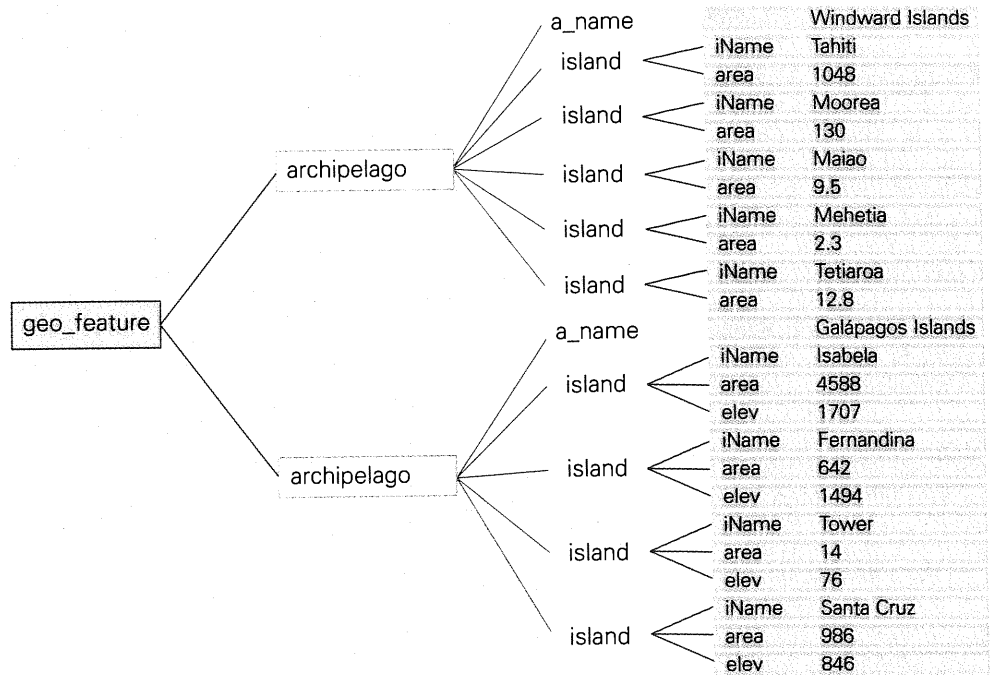 a_name Windward Islands
iName Tahiti
island
area 1048
iName Moorea
island
area 130
archipelago
iName Maiao
island
area 9.5
iName Mehetia
island
area 2.3
iName Tetiaroa
island
area 12.8
geo_feature
a_name Galápagos Islands
iName Isabela
island area 4588
elev 1707
iName Fernandina
archipelago
island area 642
elev 1494
iName Tower
island area 14
elev 76
iName Santa Cruz
island area 986
elev 846